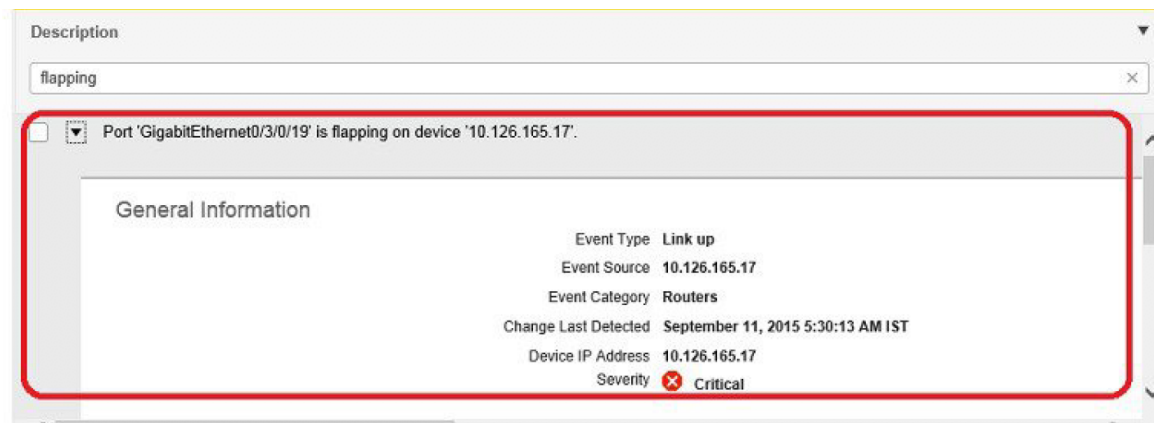 Description
flapping
Port 'GigabitEthernet0/3/0/19' is flapping on device '10.126.165.17'.
General Information
Event Type Link up
Event Source 10.126.165.17
Event Category Routers
Change Last Detected September 11, 2015 5:30:13 AM IST
Device IP Address 10.126.165.17
Severity Critical